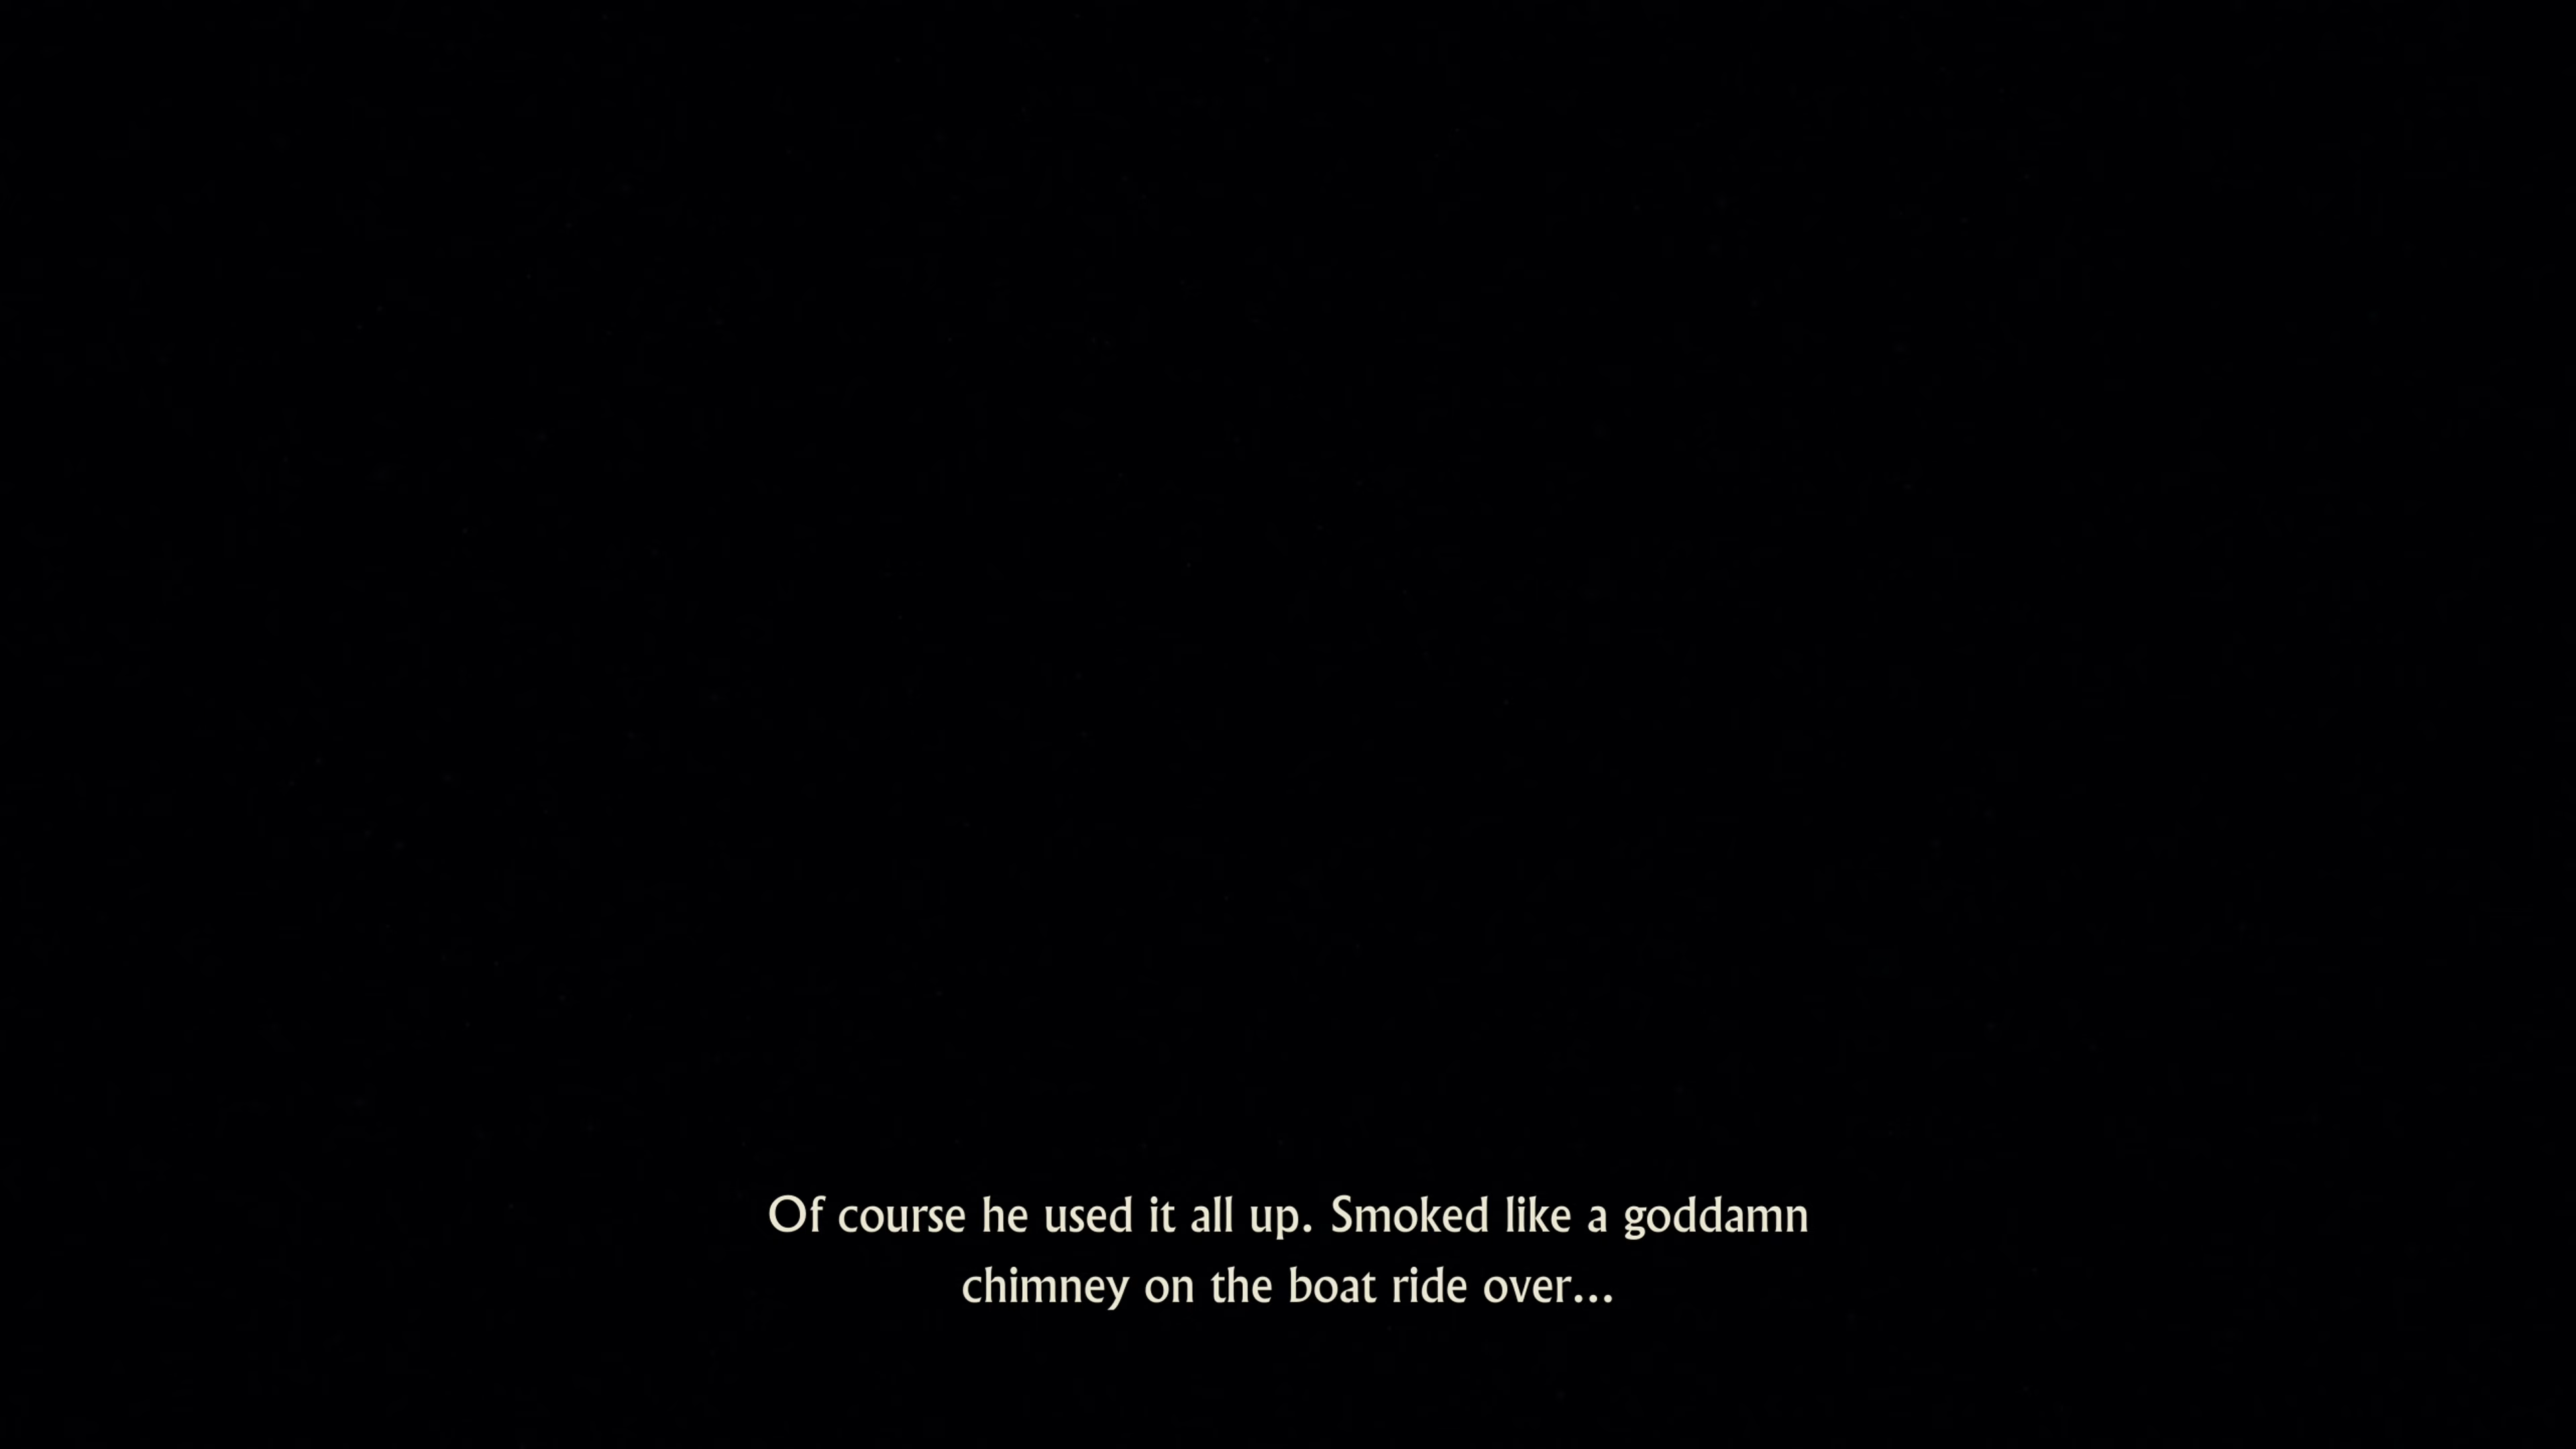 Of course he used it all up. Smoked like a goddamn
chimney on the boat ride over...